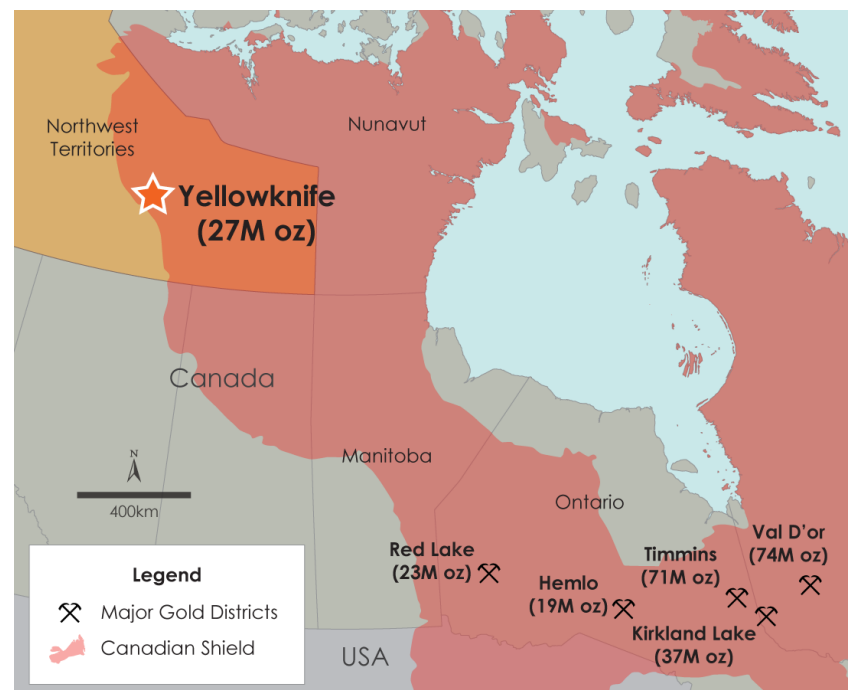 Northwest
Territories
Nunavut
Yellowknife
(27M oz)
Canada
Manitoba
N
400km
Ontario
Val D'or
(74M oz)
Timmins
(71M oz)
Red Lake
(23M oz)
Hemlo
(19M oz)
Kirkland Lake
(37M oz)
USA
Legend
Major Gold Districts
Canadian Shield